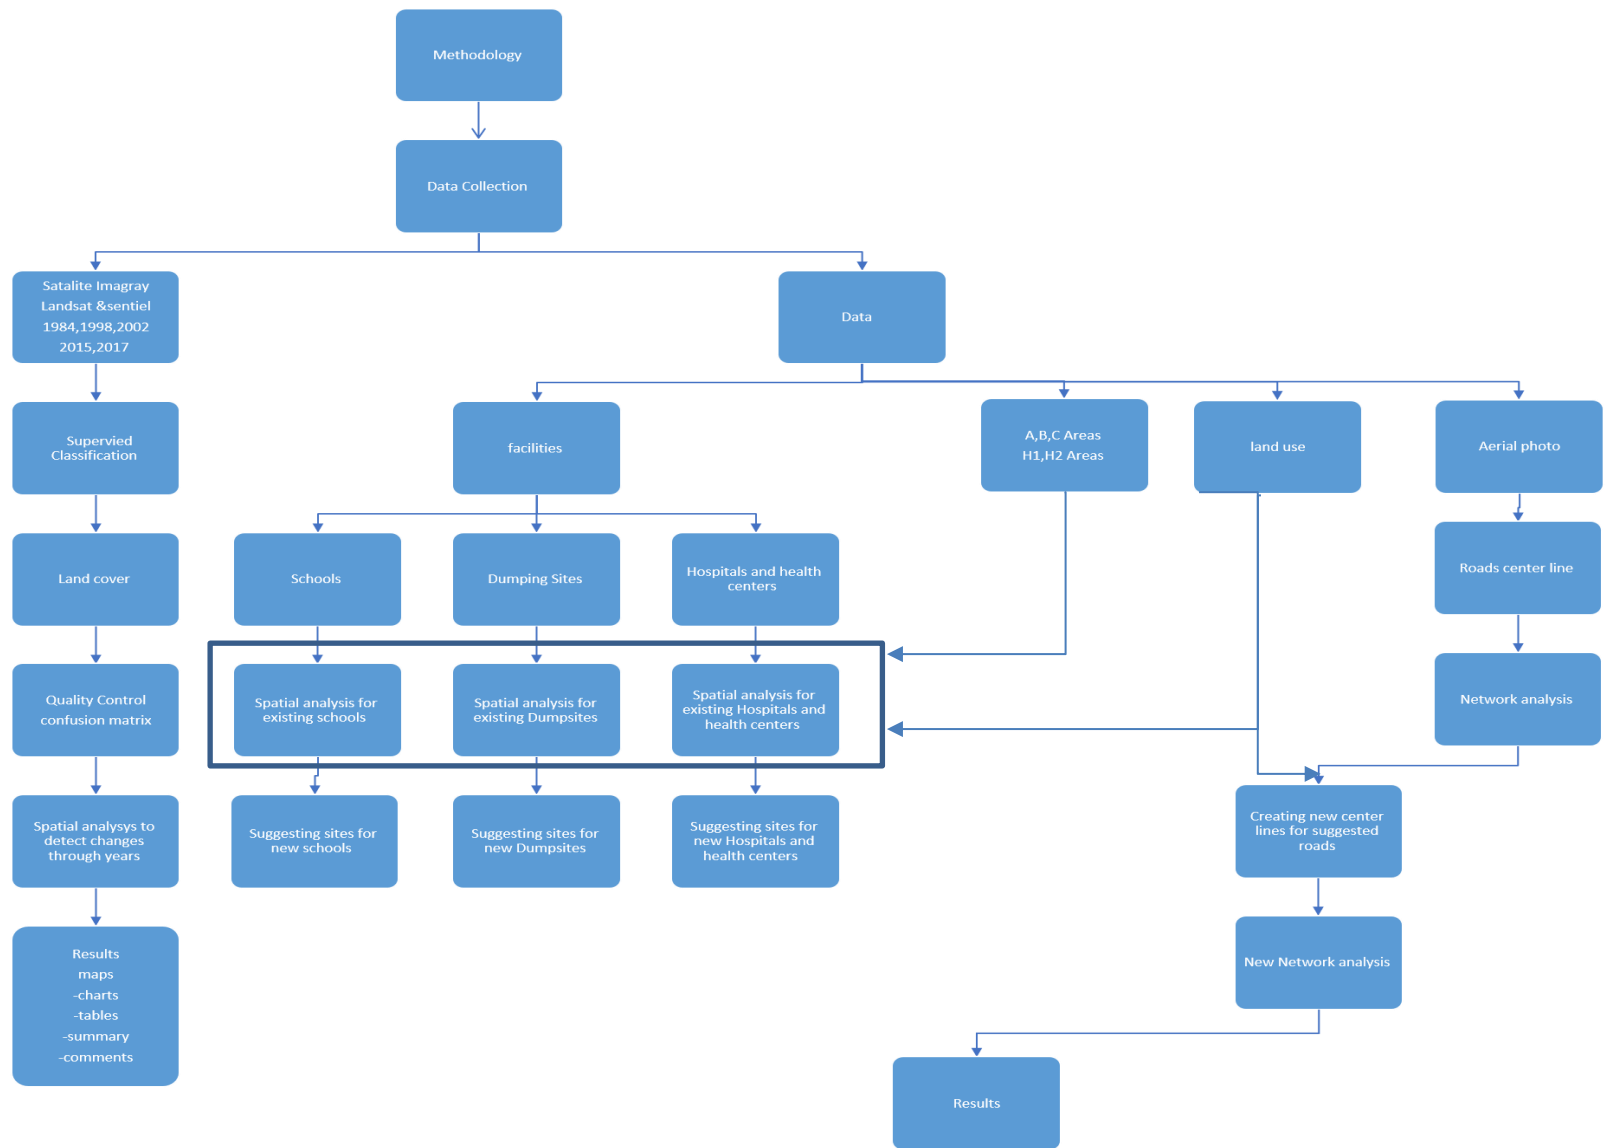 Methodology
Data Collection
Satalite Imagray
Landsat &sentiel
1984,1998,2002
2015,2017
Data
Supervied
Classification
facilities
A,B,C Areas
H1,H2 Areas
land use
Aerial photo
Land cover
Schools
Dumping Sites
Hospitals and health
centers
Roads center line
Quality Control
confusion matrix
Spatial analysis for
existing schools
Spatial analysis for
existing Dumpsites
Spatial analysis for
existing Hospitals and
health centers
Network analysis
Spatial analysys to
detect changes
through years
Suggesting sites for
new schools
Suggesting sites for
new Dumpsites
Suggesting sites for
new Hospitals and
health centers
Creating new center
lines for suggested
roads
Results
maps
-charts
-tables
-summary
-comments
New Network analysis
Results